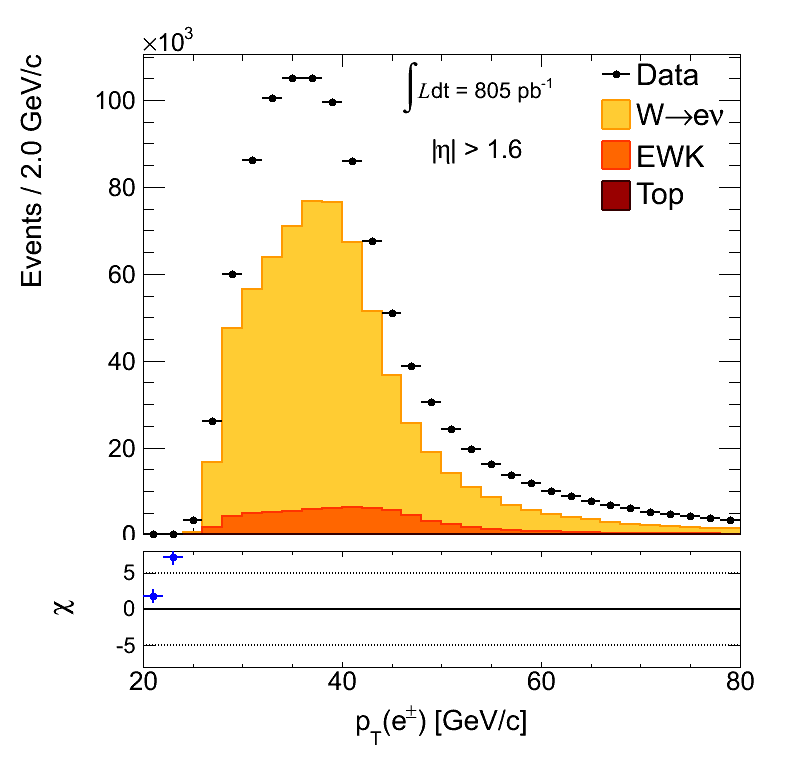 ×10³
Events / 2.0 GeV/c
100
80
60
40
20
0
∫ Ldt = 805 pb⁻¹
|η| > 1.6
Data
W→eν
EWK
Top
χ
5
0
-5
20 40 60 80
p_T(e^±) [GeV/c]